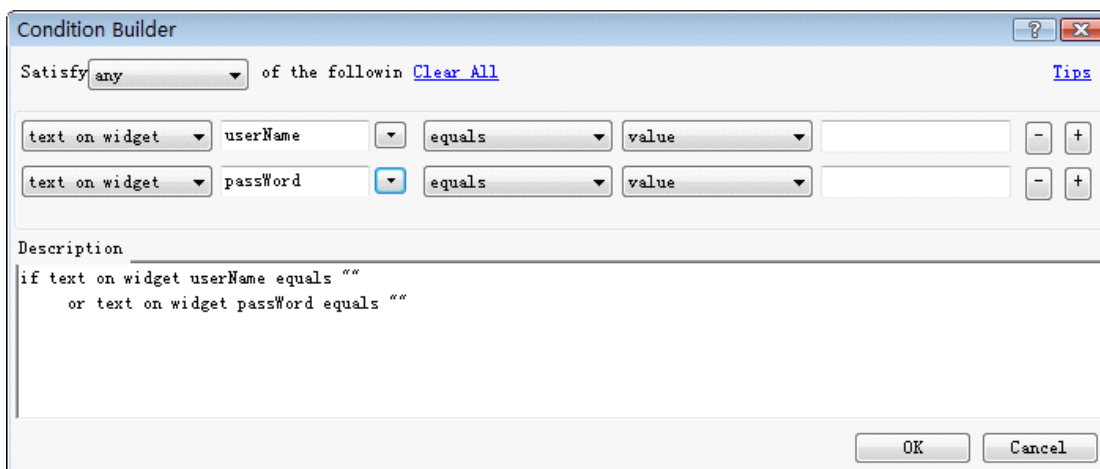 Condition Builder
Satisfy any of the followin Clear All Tips
text on widget userName equals value - +
text on widget passWord equals value - +
Description
if text on widget userName equals ""
or text on widget passWord equals ""
OK Cancel